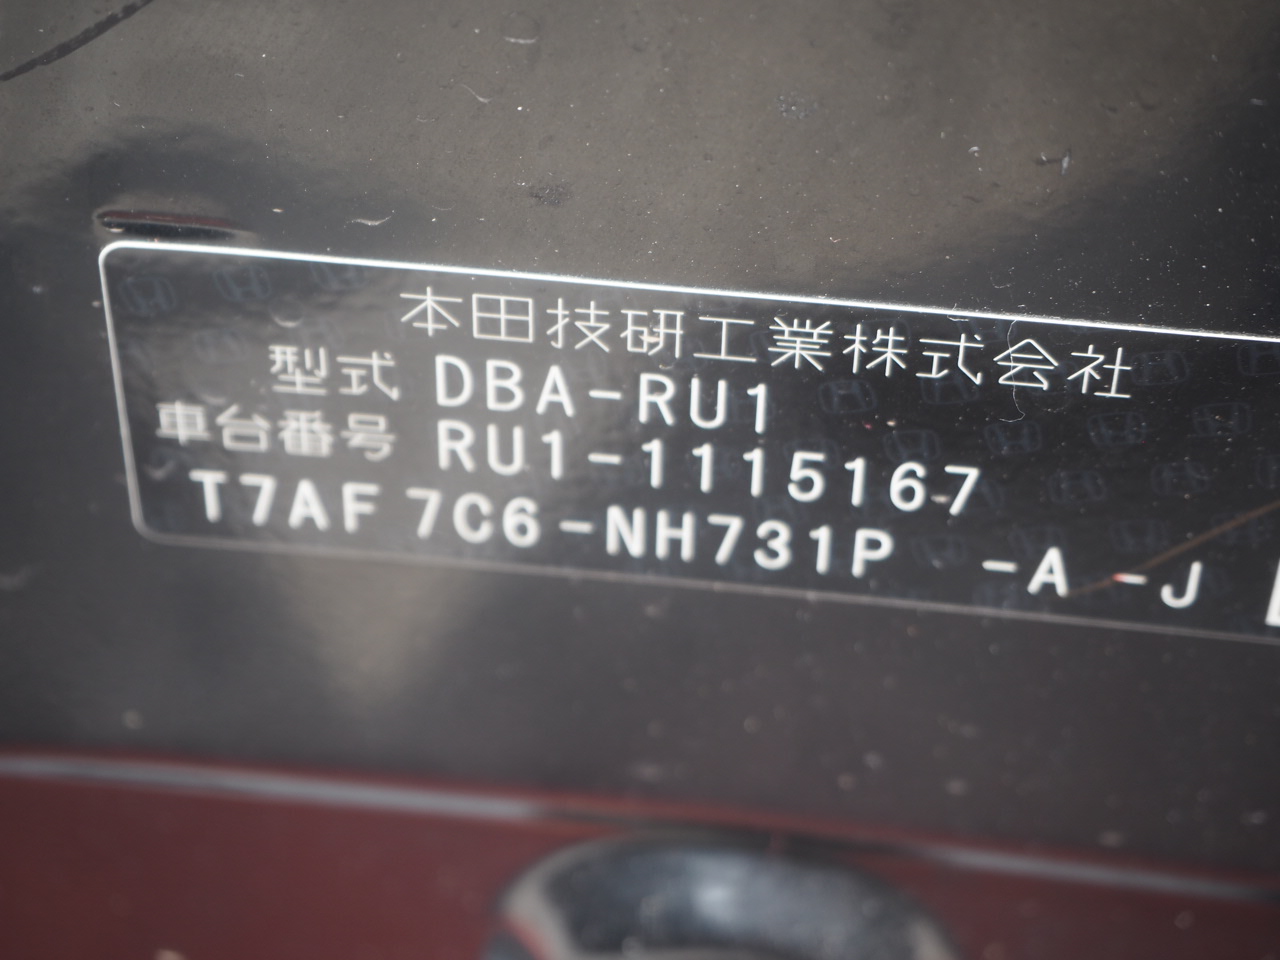 本田技研工業株式会社
型式 DBA-RU1
車台番号 RU1-1115167
T7AF 7C6-NH731P -A -J